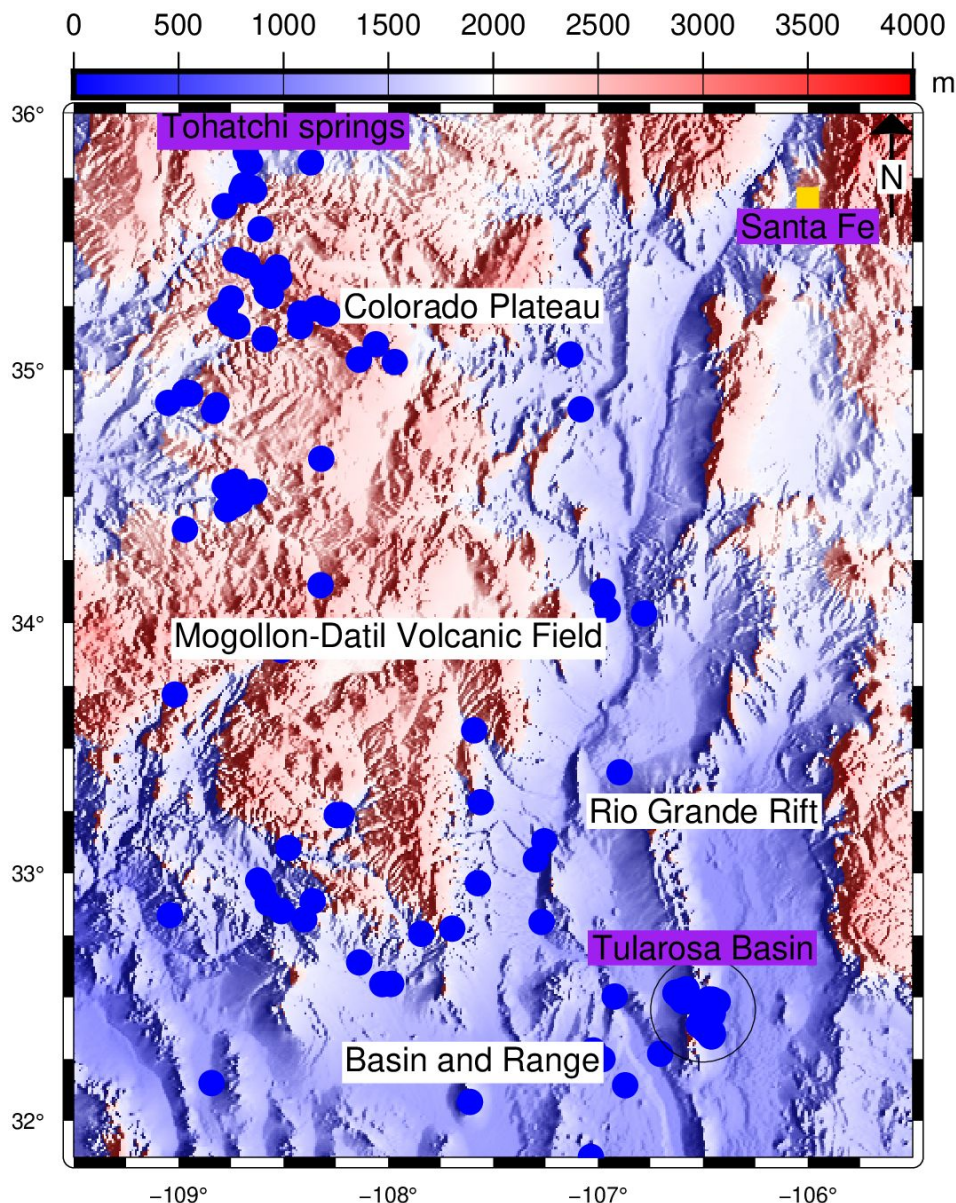 0 500 1000 1500 2000 2500 3000 3500 4000
m
36°
Tohatchi springs
N
Santa Fe
Colorado Plateau
35°
34°
Mogollon-Datil Volcanic Field
Rio Grande Rift
33°
Tularosa Basin
Basin and Range
32°
−109° −108° −107° −106°